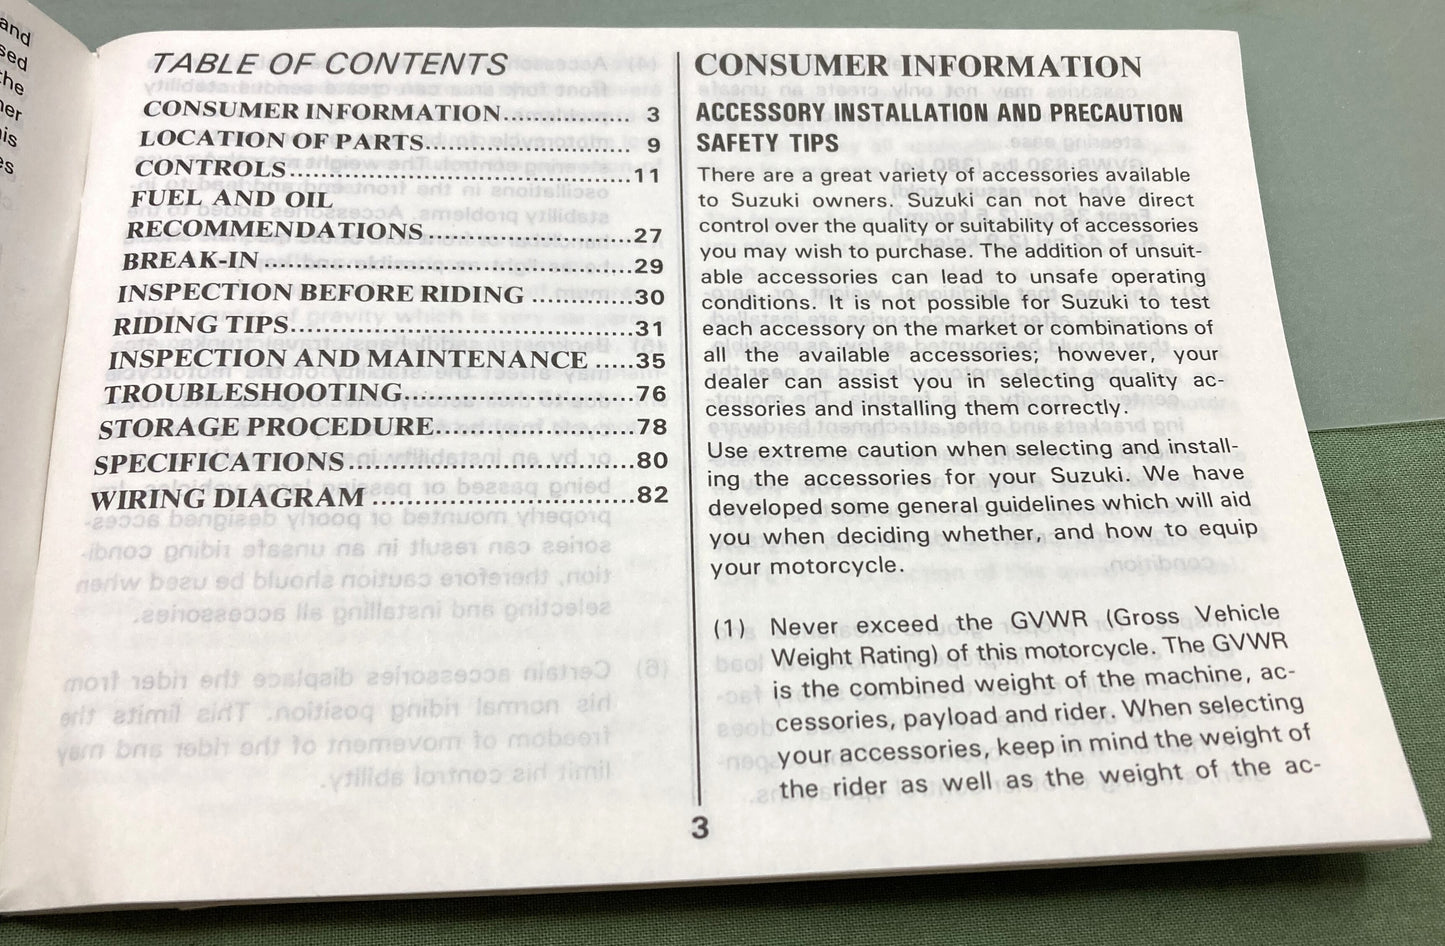 and
sed
the
her
his
es
TABLE OF CONTENTS
CONSUMER INFORMATION............... 3
LOCATION OF PARTS........................ 9
CONTROLS..........................................11
FUEL AND OIL
RECOMMENDATIONS.........................27
BREAK-IN.............................................29
INSPECTION BEFORE RIDING .............30
RIDING TIPS..........................................31
INSPECTION AND MAINTENANCE .....35
TROUBLESHOOTING............................76
STORAGE PROCEDURE........................78
SPECIFICATIONS...................................80
WIRING DIAGRAM ................................82
CONSUMER INFORMATION
ACCESSORY INSTALLATION AND PRECAUTION
SAFETY TIPS
There are a great variety of accessories available
to Suzuki owners. Suzuki can not have direct
control over the quality or suitability of accessories
you may wish to purchase. The addition of unsuit-
able accessories can lead to unsafe operating
conditions. It is not possible for Suzuki to test
each accessory on the market or combinations of
all the available accessories; however, your
dealer can assist you in selecting quality ac-
cessories and installing them correctly.
Use extreme caution when selecting and install-
ing the accessories for your Suzuki. We have
developed some general guidelines which will aid
you when deciding whether, and how to equip
your motorcycle.
(1) Never exceed the GVWR (Gross Vehicle
Weight Rating) of this motorcycle. The GVWR
is the combined weight of the machine, ac-
cessories, payload and rider. When selecting
your accessories, keep in mind the weight of
the rider as well as the weight of the ac-
3